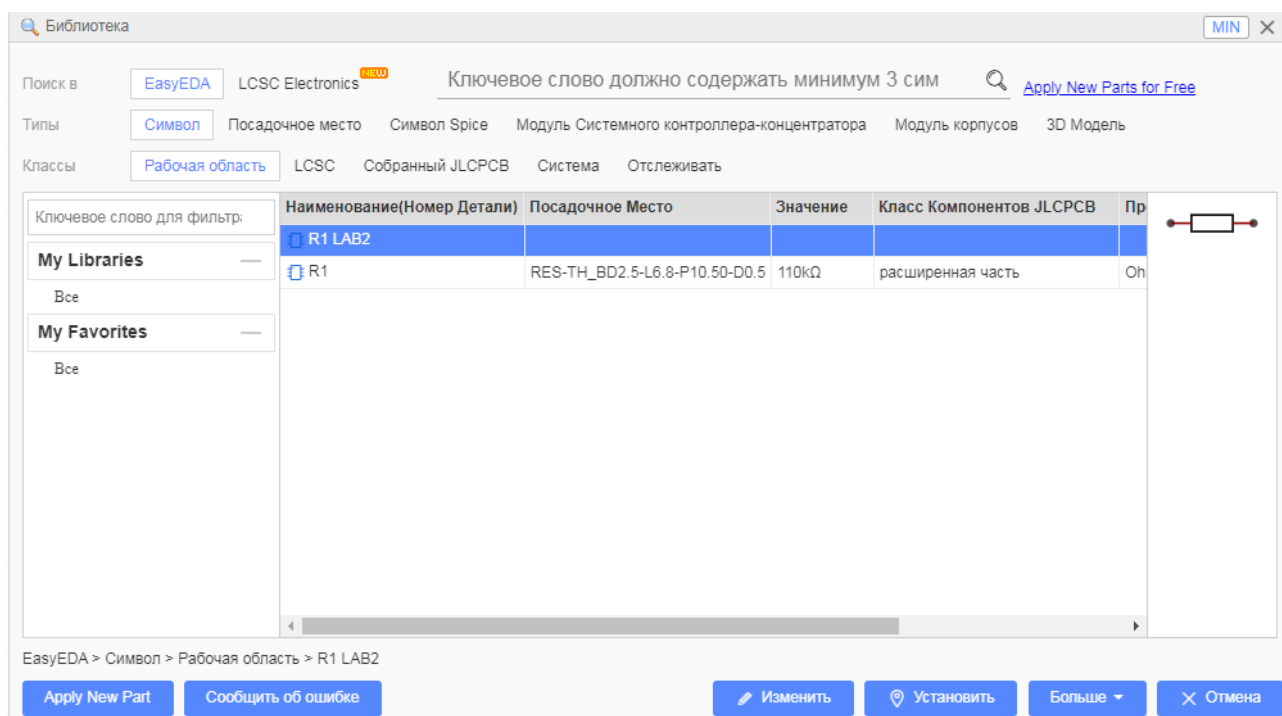 Библиотека MIN
Поиск в EasyEDA LCSC Electronics NEW Ключевое слово должно содержать минимум 3 сим Apply New Parts for Free
Типы Символ Посадочное место Символ Spice Модуль Системного контроллера-концентратора Модуль корпусов 3D Модель
Классы Рабочая область LCSC Собранный JLCPCB Система Отслеживать
Ключевое слово для фильтр
Наименование(Номер Детали) Посадочное Место Значение Класс Компонентов JLCPCB Пр
R1 LAB2
R1 RES-TH_BD2.5-L6.8-P10.50-D0.5 110kΩ расширенная часть Oh
My Libraries
Все
My Favorites
Все
EasyEDA > Символ > Рабочая область > R1 LAB2
Apply New Part Сообщить об ошибке Изменить Установить Больше Отмена